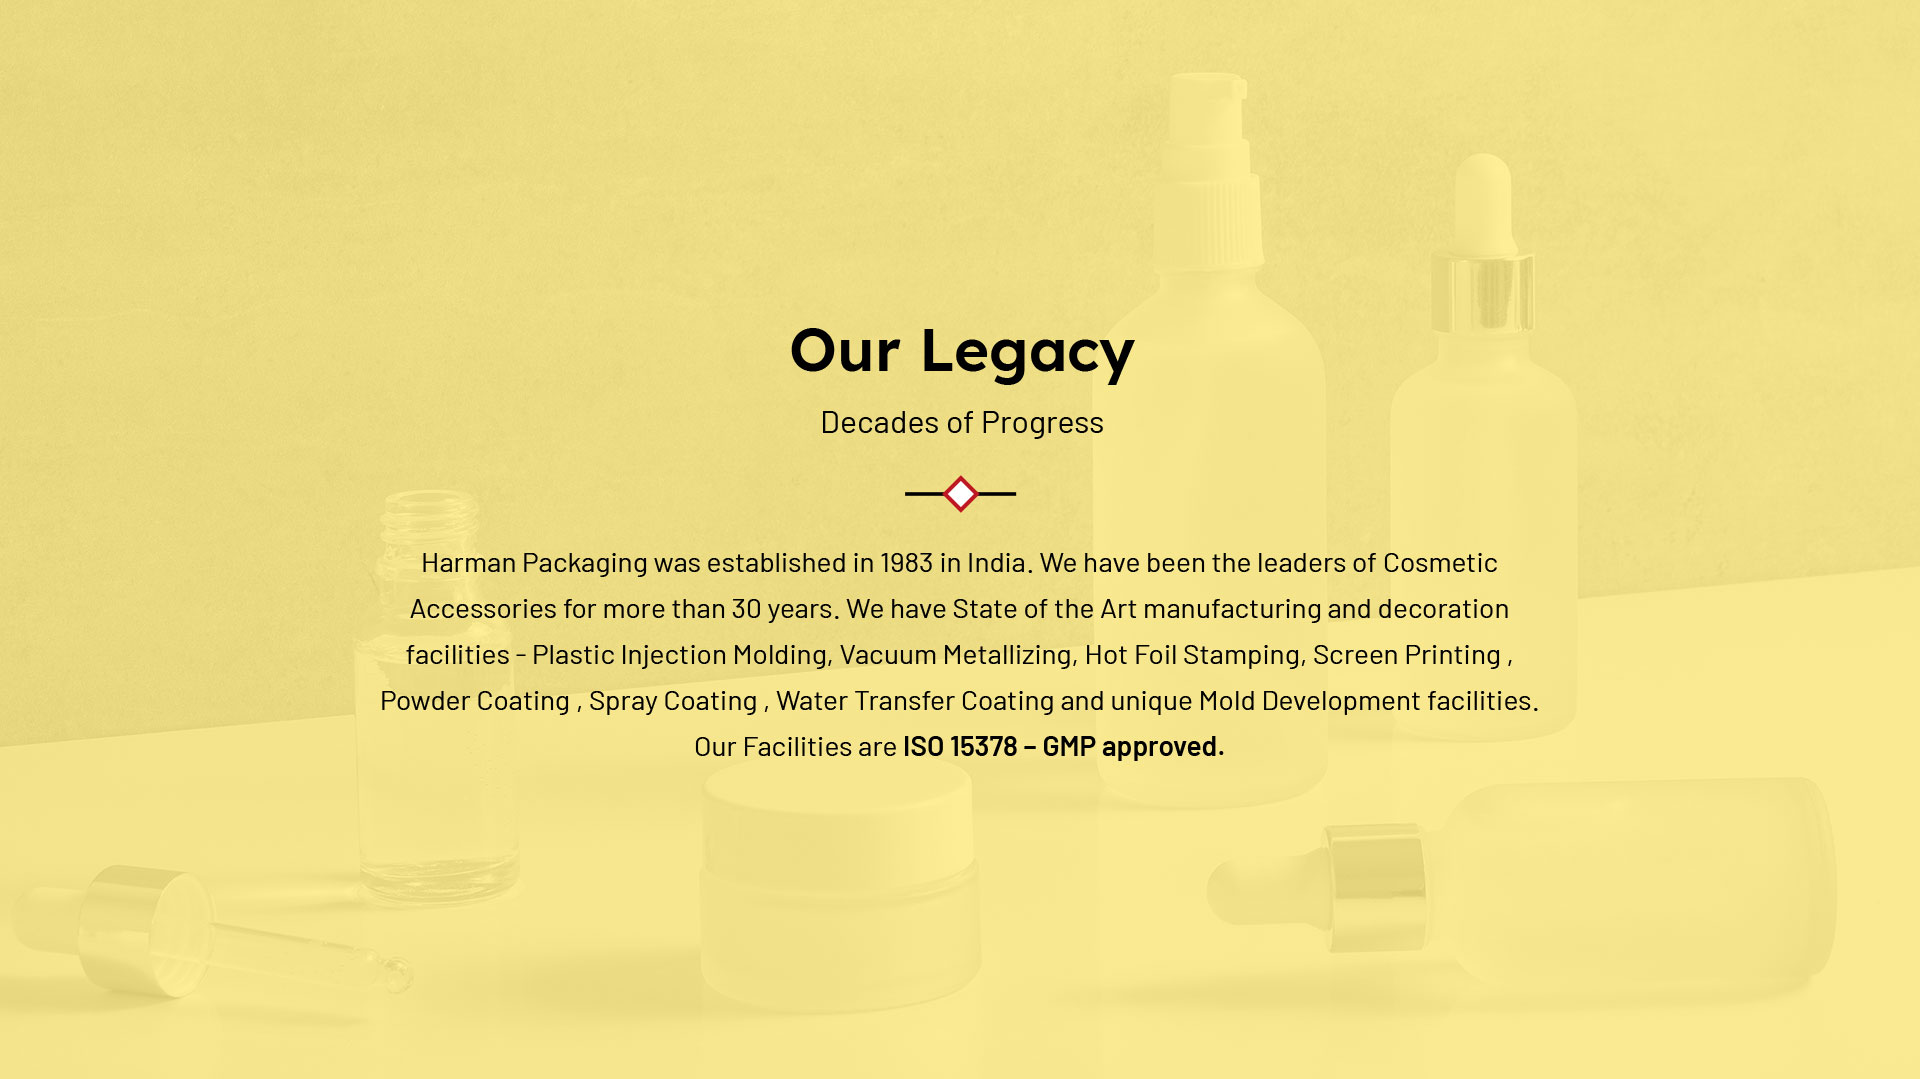 Our Legacy
Decades of Progress
Harman Packaging was established in 1983 in India. We have been the leaders of Cosmetic
Accessories for more than 30 years. We have State of the Art manufacturing and decoration
facilities - Plastic Injection Molding, Vacuum Metallizing, Hot Foil Stamping, Screen Printing ,
Powder Coating , Spray Coating , Water Transfer Coating and unique Mold Development facilities.
Our Facilities are ISO 15378 – GMP approved.